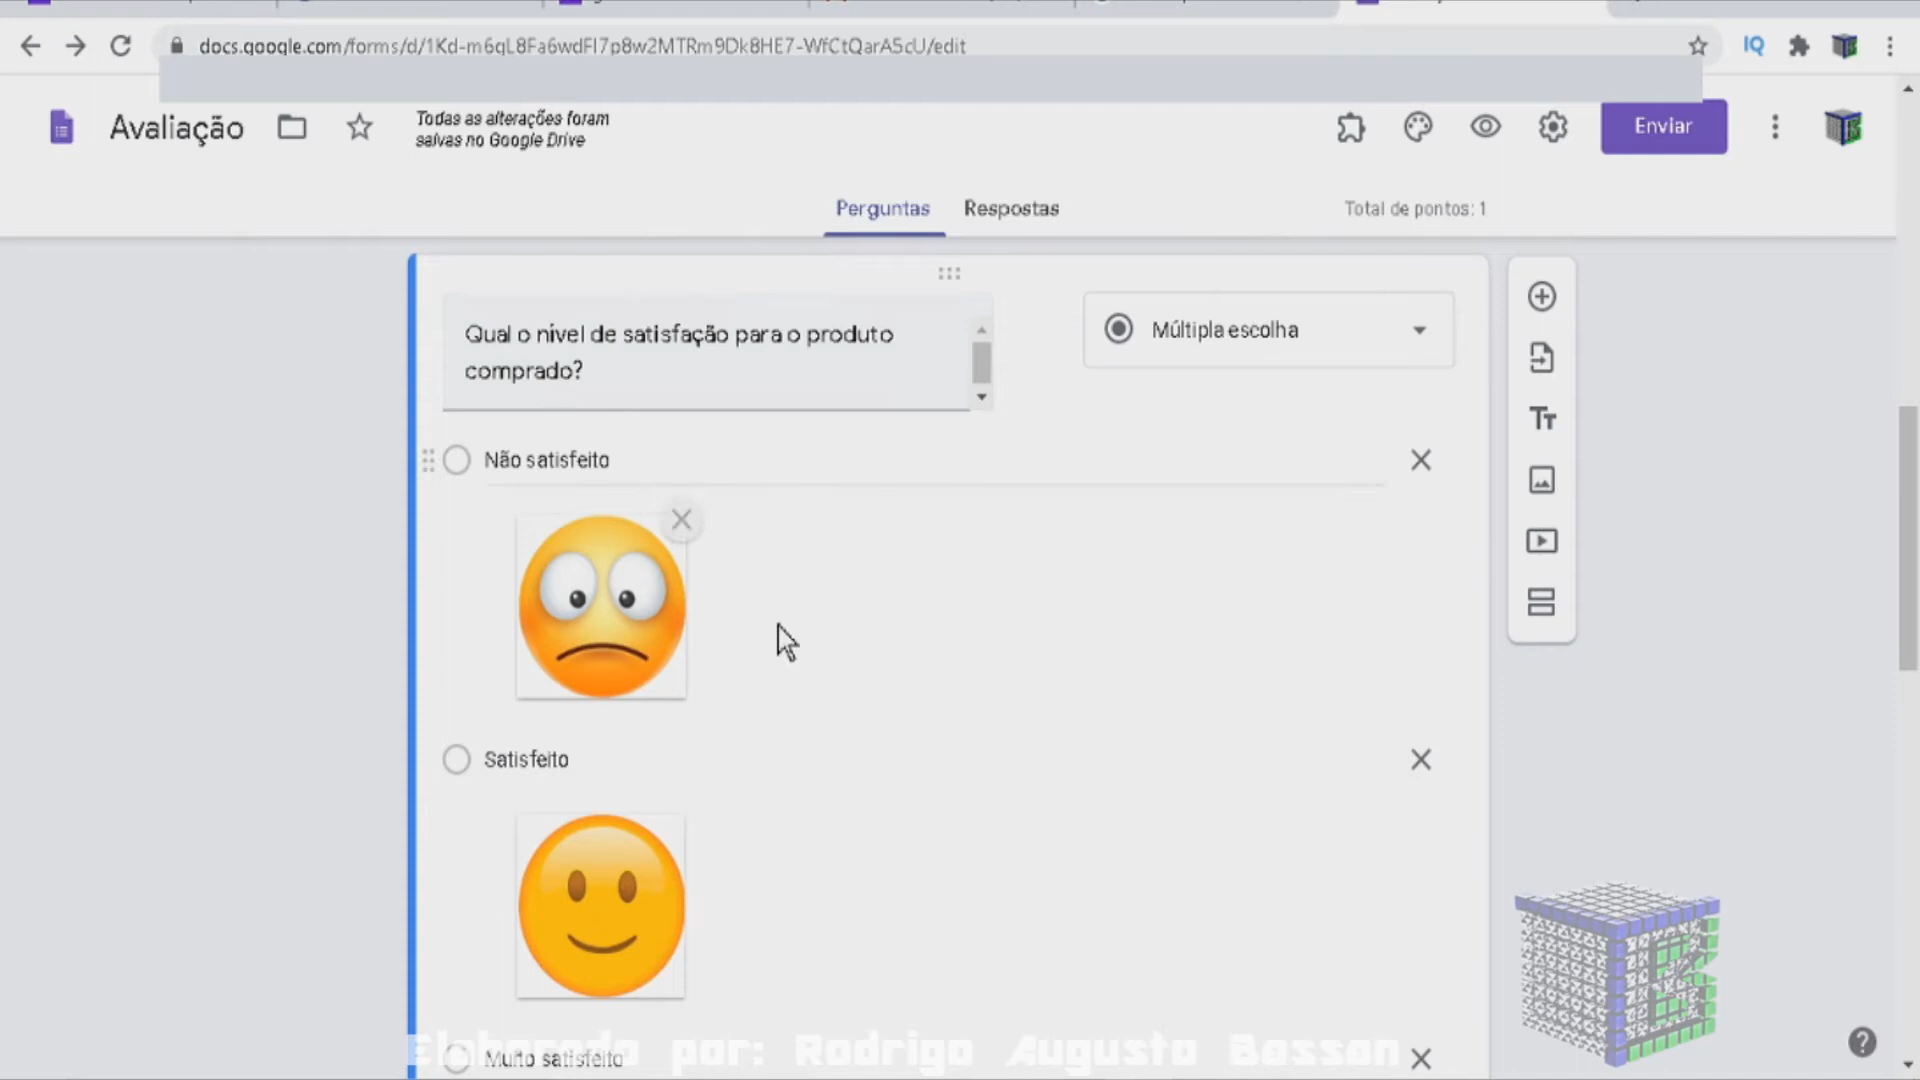 docs.google.com/forms/d/1Kd-m6qL8Fa6wdFI7p8w2MTRm9Dk8HE7-WfCtQarA5cU/edit
IQ
Avaliação
Todas as alterações foram
salvas no Google Drive
Enviar
Perguntas
Respostas
Total de pontos: 1
Qual o nível de satisfação para o produto
comprado?
Múltipla escolha
Não satisfeito
Satisfeito
Muito satisfeito
Elaborado por: Rodrigo Augusto Bassan